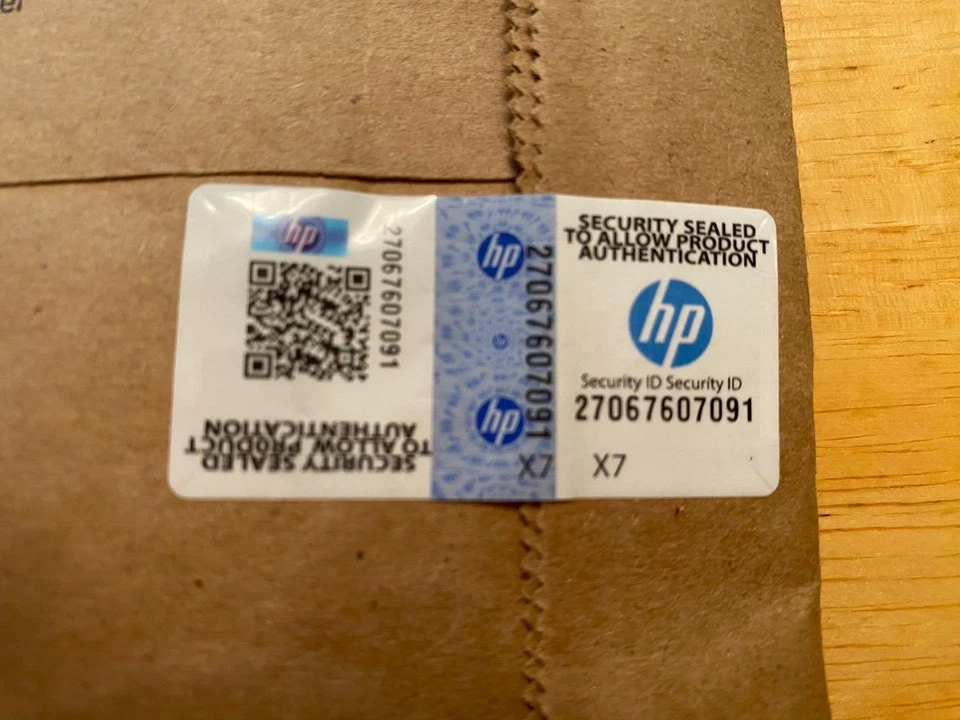 hp
27067607091
SECURITY SEALED
TO ALLOW PRODUCT
AUTHENTICATION
hp
27067607091
hp
X7
SECURITY SEALED
TO ALLOW PRODUCT
AUTHENTICATION
hp
Security ID Security ID
27067607091
X7